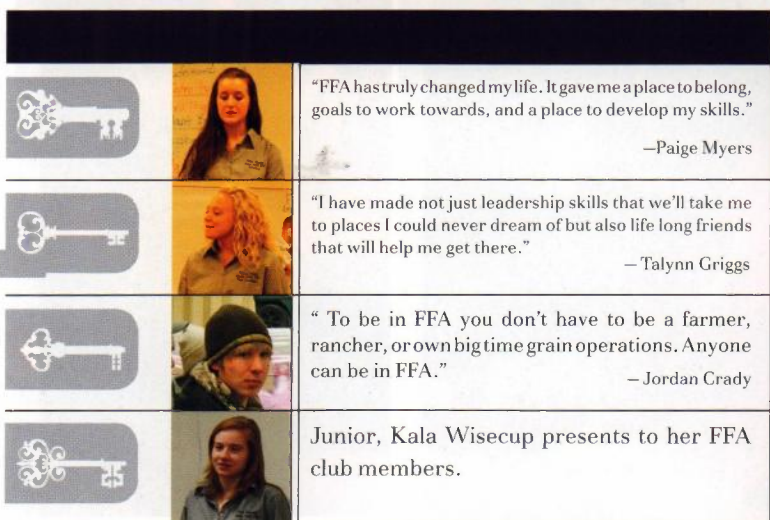 "FFA has truly changed my life. It gave me a place to belong,
goals to work towards, and a place to develop my skills."
—Paige Myers
"I have made not just leadership skills that we'll take me
to places I could never dream of but also life long friends
that will help me get there."
— Talynn Griggs
" To be in FFA you don't have to be a farmer,
rancher, or own big time grain operations. Anyone
can be in FFA."
— Jordan Crady
Junior, Kala Wisecup presents to her FFA
club members.